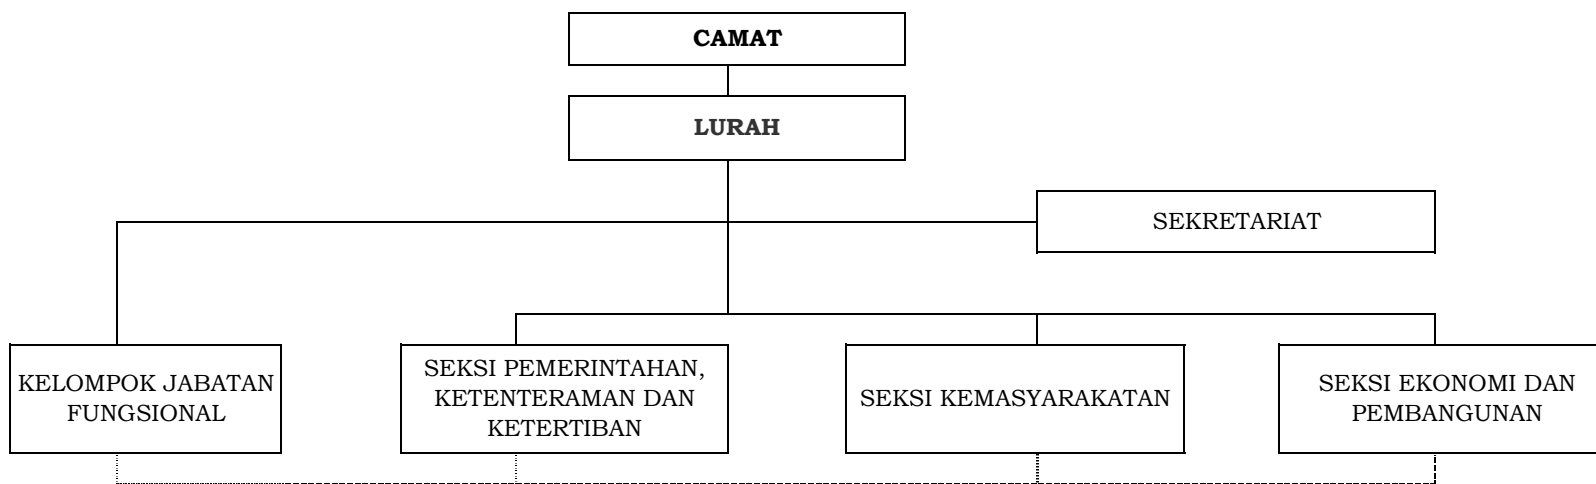 CAMAT
LURAH
SEKRETARIAT
KELOMPOK JABATAN
FUNGSIONAL
SEKSI PEMERINTAHAN,
KETENTERAMAN DAN
KETERTIBAN
SEKSI KEMASYARAKATAN
SEKSI EKONOMI DAN
PEMBANGUNAN